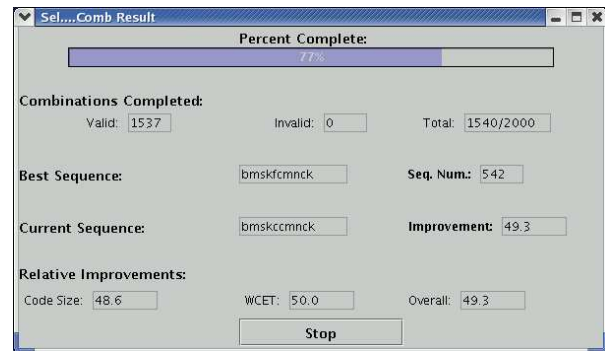 Sel....Comb Result
Percent Complete:
77%
Combinations Completed:
Valid: 1537 Invalid: 0 Total: 1540/2000
Best Sequence: bmskfcmnck Seq. Num.: 542
Current Sequence: bmskccmnck Improvement: 49.3
Relative Improvements:
Code Size: 48.6 WCET: 50.0 Overall: 49.3
Stop